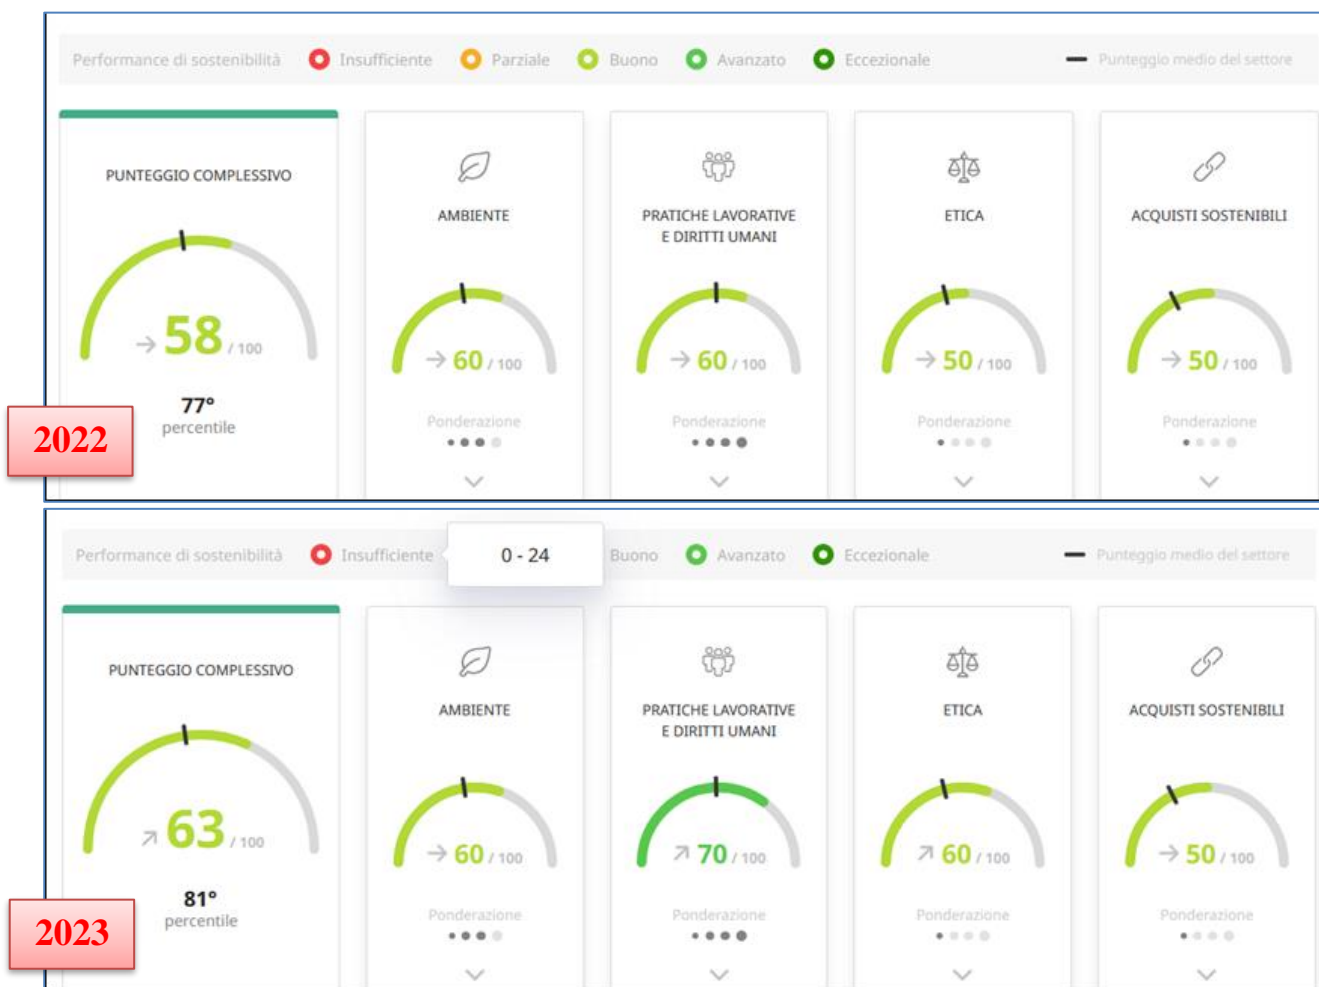 Performance di sostenibilità Insufficiente Parziale Buono Avanzato Eccezionale Punteggio medio del settore
PUNTEGGIO COMPLESSIVO
58 / 100
77°
percentile
AMBIENTE
60 / 100
Ponderazione
PRATICHE LAVORATIVE
E DIRITTI UMANI
60 / 100
Ponderazione
ETICA
50 / 100
Ponderazione
ACQUISTI SOSTENIBILI
50 / 100
Ponderazione
2022
Performance di sostenibilità Insufficiente 0 - 24 Buono Avanzato Eccezionale Punteggio medio del settore
PUNTEGGIO COMPLESSIVO
63 / 100
81°
percentile
AMBIENTE
60 / 100
Ponderazione
PRATICHE LAVORATIVE
E DIRITTI UMANI
70 / 100
Ponderazione
ETICA
60 / 100
Ponderazione
ACQUISTI SOSTENIBILI
50 / 100
Ponderazione
2023